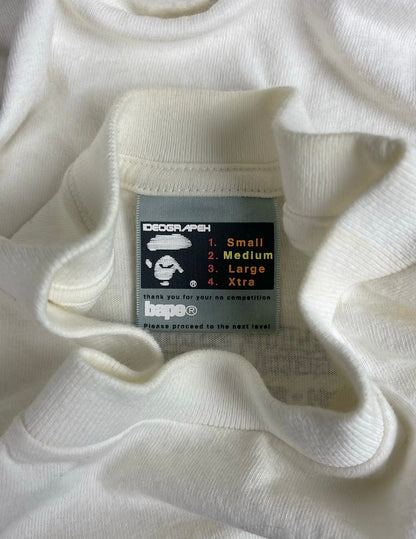 IDEOGRAPEH
1. Small
2. Medium
3. Large
4. Xtra
®
thank you for your no competition
bape®
Please proceed to the next level